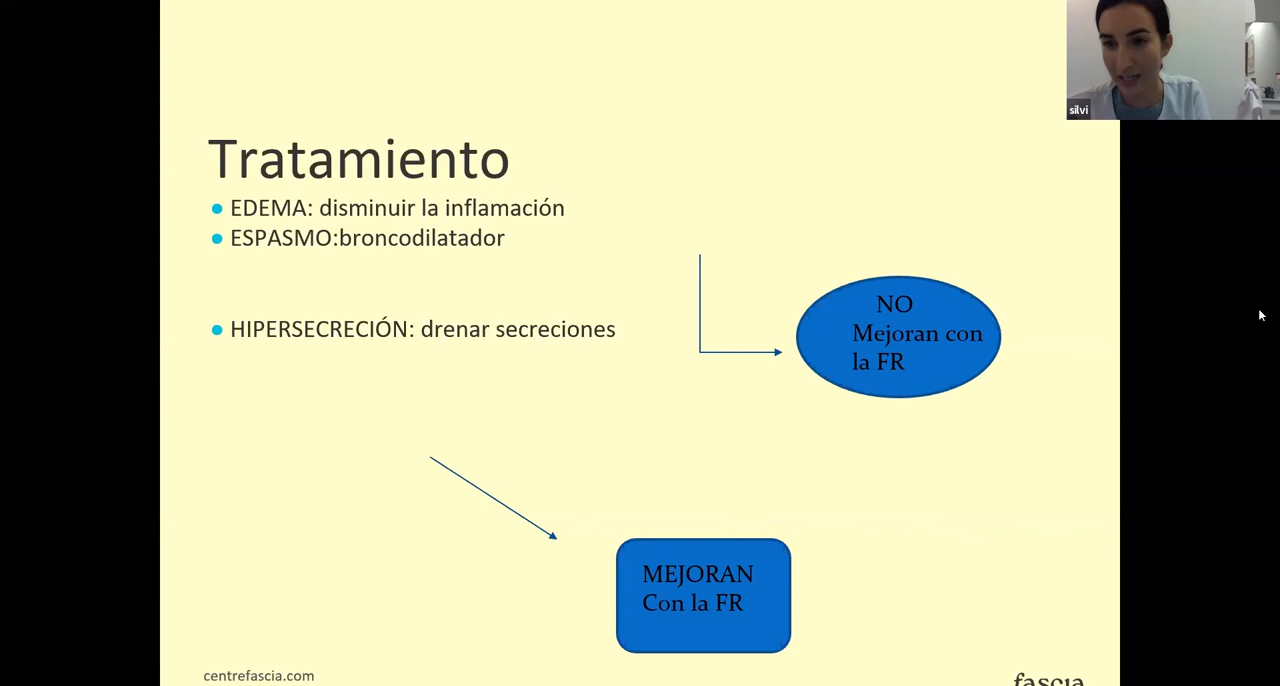 silvi
Tratamiento
EDEMA: disminuir la inflamación
ESPASMO:broncodilatador
HIPERSECRECIÓN: drenar secreciones
NO
Mejoran con
la FR
MEJORAN
Con la FR
centrefascia.com
fascia